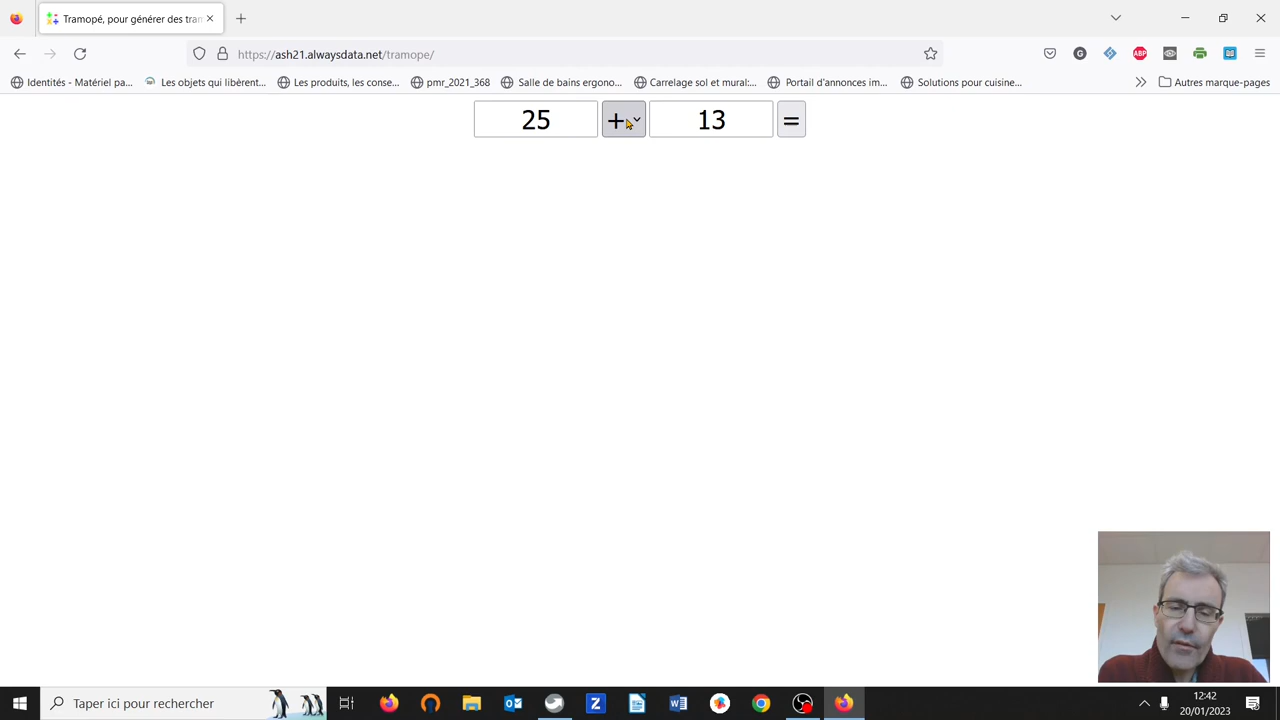 Tramopé, pour générer des tram
https://ash21.alwaysdata.net/tramope/
G
ABP
Identités - Matériel pa...
Les objets qui libèrent...
Les produits, les conse...
pmr_2021_368
Salle de bains ergono...
Carrelage sol et mural:...
Portail d'annonces im...
Solutions pour cuisine...
Autres marque-pages
25 + 13 =
Taper ici pour rechercher
12:42
20/01/2023